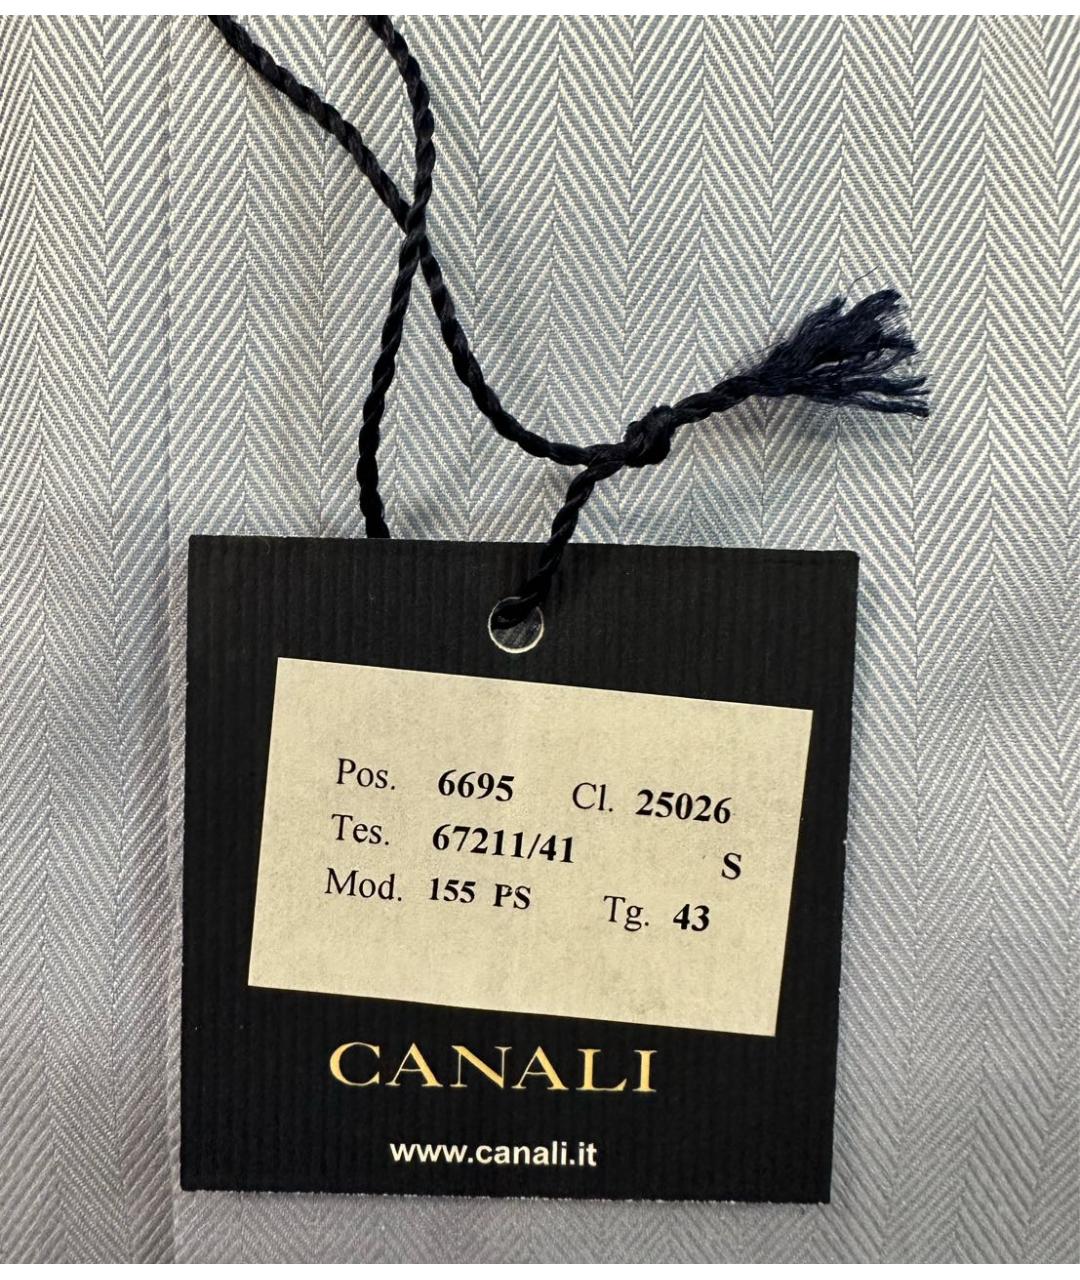 Pos. 6695 Cl. 25026
Tes. 67211/41 S
Mod. 155 PS Tg. 43
CANALI
www.canali.it